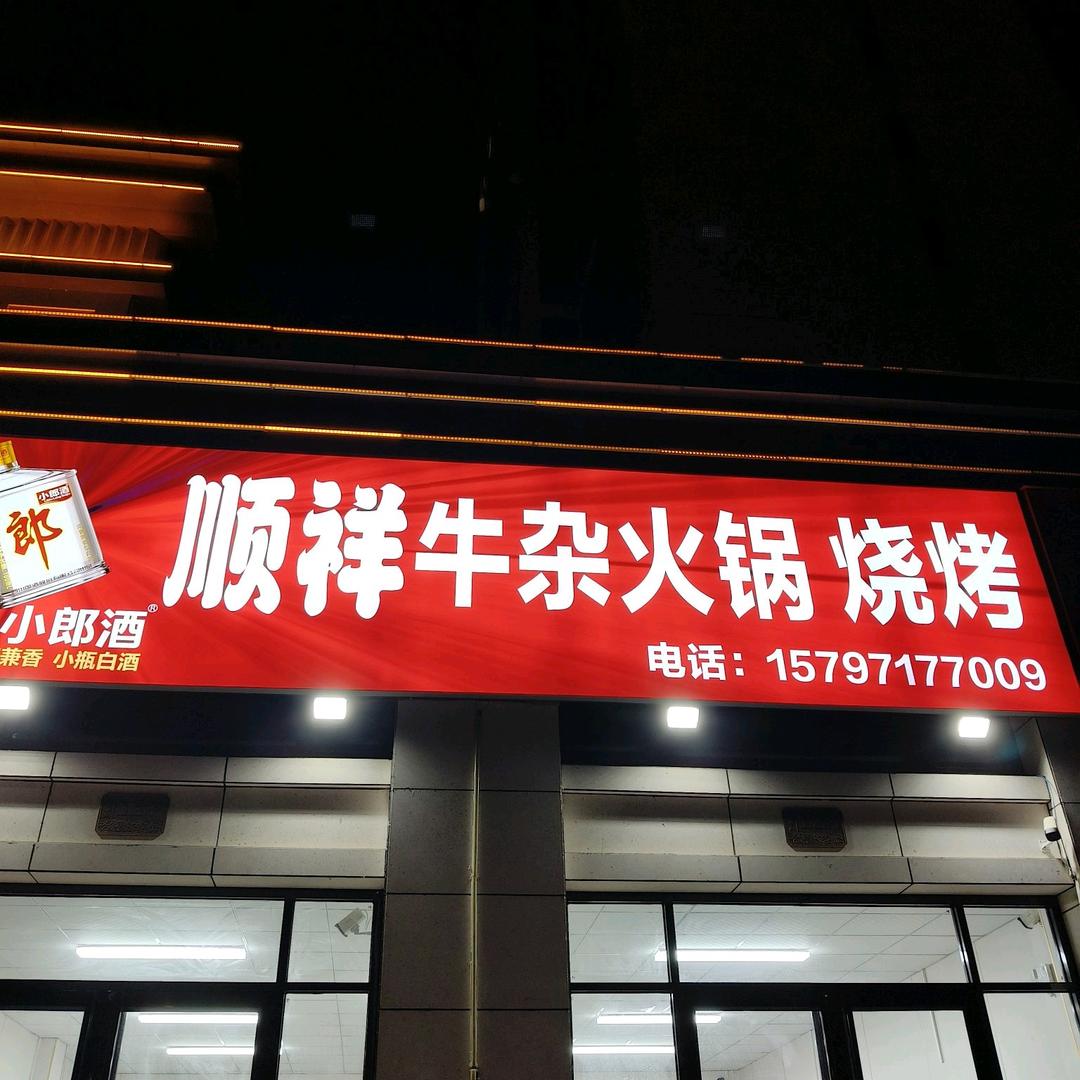 顺祥牛杂火锅 烧烤
电话：15797177009
小郎酒
郎
小郎酒®
兼香 小瓶白酒